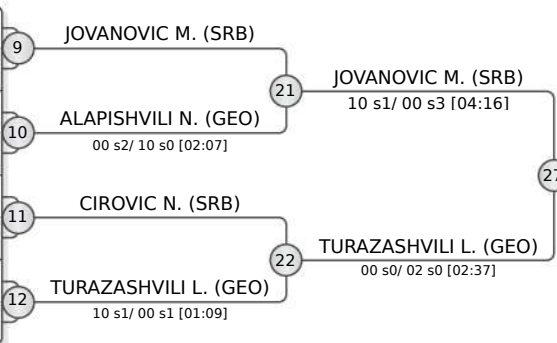 9
JOVANOVIC M. (SRB)
21
JOVANOVIC M. (SRB)
10 s1/ 00 s3 [04:16]
10
ALAPISHVILI N. (GEO)
00 s2/ 10 s0 [02:07]
27
11
CIROVIC N. (SRB)
22
TURAZASHVILI L. (GEO)
00 s0/ 02 s0 [02:37]
12
TURAZASHVILI L. (GEO)
10 s1/ 00 s1 [01:09]